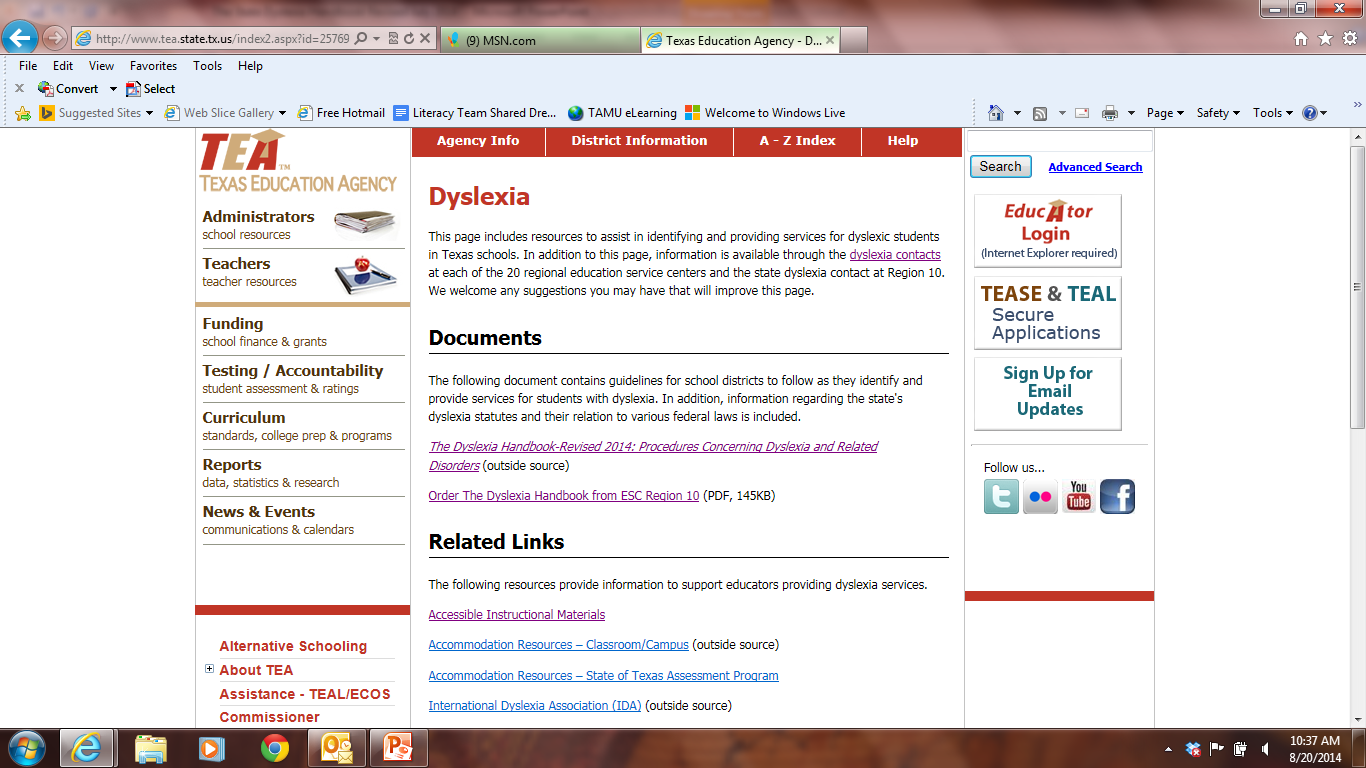 http://www.tea.state.tx.us/index2.aspx?id=25769
(9) MSN.com
Texas Education Agency - D...
File Edit View Favorites Tools Help
Convert Select
Suggested Sites Web Slice Gallery Free Hotmail Literacy Team Shared Dre... TAMU eLearning Welcome to Windows Live
Page Safety Tools
TEA TM
TEXAS EDUCATION AGENCY
Administrators
school resources
Teachers
teacher resources
Funding
school finance & grants
Testing / Accountability
student assessment & ratings
Curriculum
standards, college prep & programs
Reports
data, statistics & research
News & Events
communications & calendars
Alternative Schooling
About TEA
Assistance - TEAL/ECOS
Commissioner
Agency Info District Information A - Z Index Help
Dyslexia
This page includes resources to assist in identifying and providing services for dyslexic students
in Texas schools. In addition to this page, information is available through the dyslexia contacts
at each of the 20 regional education service centers and the state dyslexia contact at Region 10.
We welcome any suggestions you may have that will improve this page.
Documents
The following document contains guidelines for school districts to follow as they identify and
provide services for students with dyslexia. In addition, information regarding the state's
dyslexia statutes and their relation to various federal laws is included.
The Dyslexia Handbook-Revised 2014: Procedures Concerning Dyslexia and Related
Disorders (outside source)
Order The Dyslexia Handbook from ESC Region 10 (PDF, 145KB)
Related Links
The following resources provide information to support educators providing dyslexia services.
Accessible Instructional Materials
Accommodation Resources – Classroom/Campus (outside source)
Accommodation Resources – State of Texas Assessment Program
International Dyslexia Association (IDA) (outside source)
Search Advanced Search
Educator
Login
(Internet Explorer required)
TEASE & TEAL
Secure
Applications
Sign Up for
Email
Updates
Follow us...
You
Tube
10:37 AM
8/20/2014